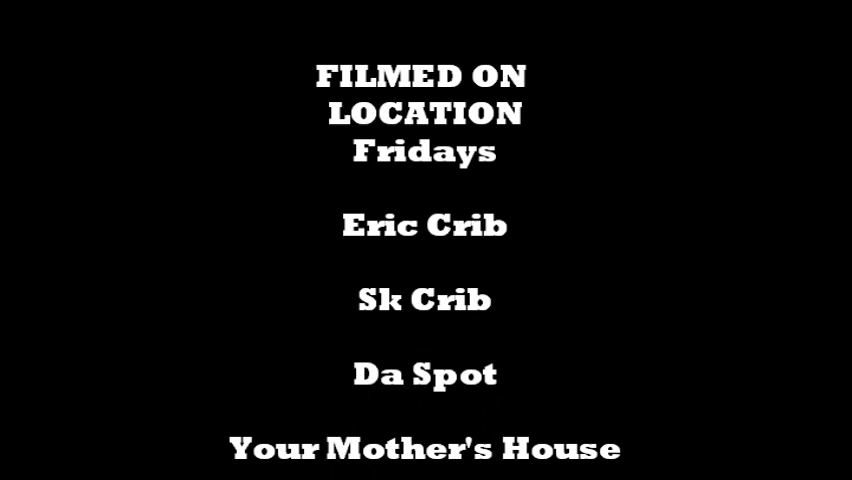 FILMED ON
LOCATION
Fridays
Eric Crib
Sk Crib
Da Spot
Your Mother's House